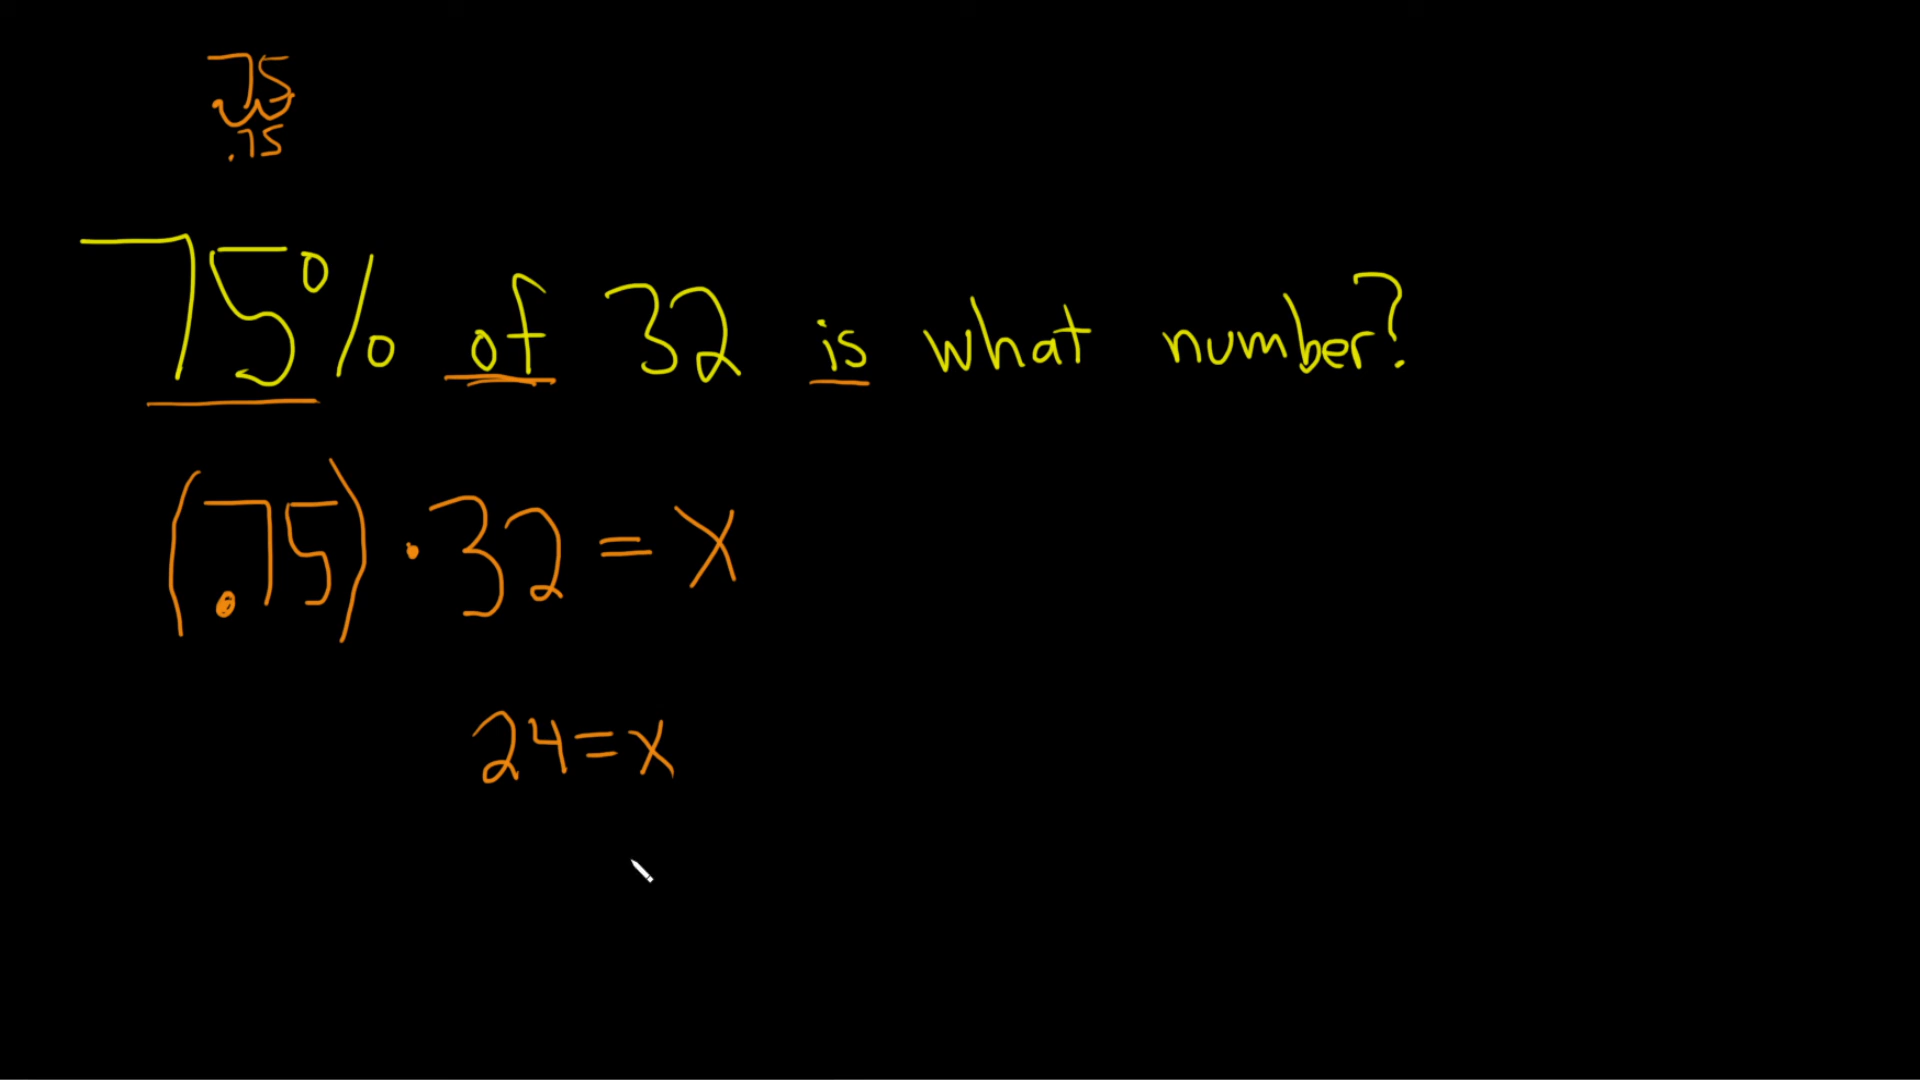 75
.75
75% of 32 is what number?
(.75) · 32 = X
24 = X